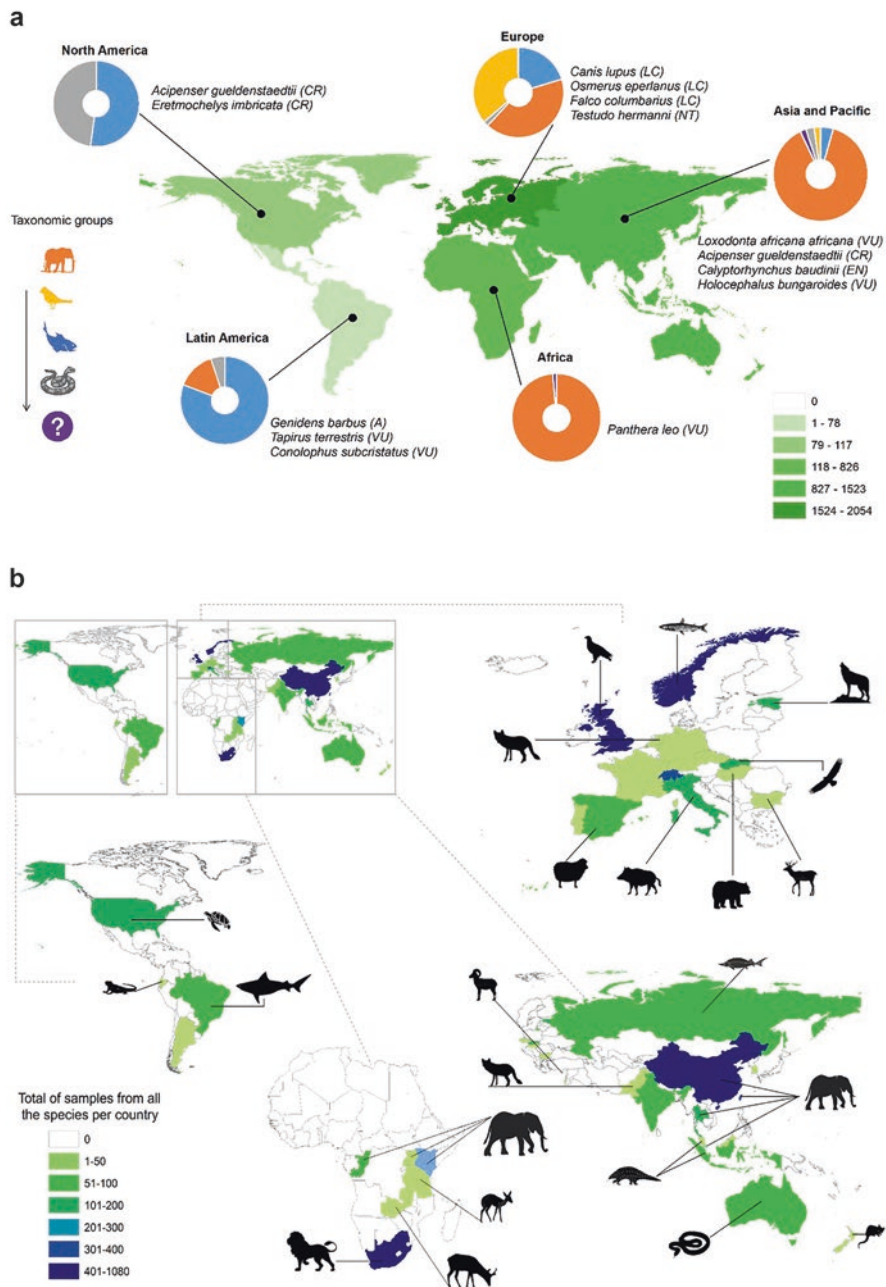 a
North America
Acipenser gueldenstaedtii (CR)
Eretmochelys imbricata (CR)
Europe
Canis lupus (LC)
Osmerus eperlanus (LC)
Falco columbarius (LC)
Testudo hermanni (NT)
Asia and Pacific
Loxodonta africana africana (VU)
Acipenser gueldenstaedtii (CR)
Calyptorhynchus baudinii (EN)
Holocephalus bungaroides (VU)
Taxonomic groups
?
Latin America
Genidens barbus (A)
Tapirus terrestris (VU)
Conolophus subcristatus (VU)
Africa
Panthera leo (VU)
0
1 - 78
79 - 117
118 - 826
827 - 1523
1524 - 2054
b
Total of samples from all
the species per country
0
1-50
51-100
101-200
201-300
301-400
401-1080